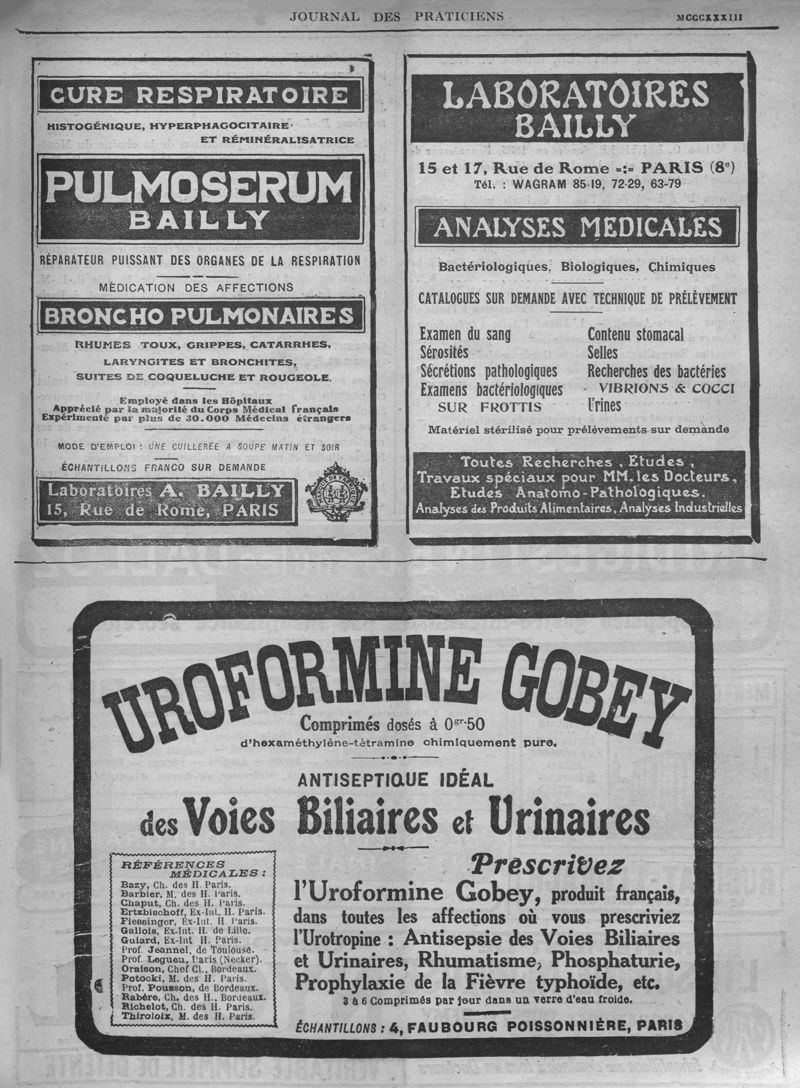 JOURNAL DES PRATICIENS
MCCCXXXIII
CURE RESPIRATOIRE
HISTOGÉNIQUE, HYPERPHAGOCITAIRE
ET RÉMINÉRALISATRICE
PULMOSERUM
BAILLY
RÉPARATEUR PUISSANT DES ORGANES DE LA RESPIRATION
MÉDICATION DES AFFECTIONS
BRONCHO PULMONAIRES
RHUMES TOUX, GRIPPES, CATARRHES,
LARYNGITES ET BRONCHITES,
SUITES DE COQUELUCHE ET ROUGEOLE.
Employé dans les Hôpitaux
Apprécié par la majorité du Corps Médical français
Expérimenté par plus de 30.000 Médecins étrangers
MODE D'EMPLOI : UNE CUILLERÉE A SOUPE MATIN ET SOIR
ÉCHANTILLONS FRANCO SUR DEMANDE
Laboratoires A. BAILLY
15, Rue de Rome, PARIS
LABORATOIRES
BAILLY
15 et 17, Rue de Rome -:- PARIS (8e)
Tél. : WAGRAM 85-19, 72-29, 63-79
ANALYSES MEDICALES
Bactériologiques, Biologiques, Chimiques
CATALOGUES SUR DEMANDE AVEC TECHNIQUE DE PRÉLÈVEMENT
Examen du sang
Sérosités
Sécrétions pathologiques
Examens bactériologiques
SUR FROTTIS
Contenu stomacal
Selles
Recherches des bactéries
VIBRIONS & COCCI
Urines
Matériel stérilisé pour prélèvements sur demande
Toutes Recherches, Etudes,
Travaux spéciaux pour MM. les Docteurs,
Etudes Anatomo-Pathologiques.
Analyses des Produits Alimentaires, Analyses Industrielles
UROFORMINE GOBEY
Comprimés dosés à 0gr.50
d'hexaméthylène-tétramine chimiquement pure.
ANTISEPTIQUE IDÉAL
des Voies Biliaires et Urinaires
RÉFÉRENCES
MÉDICALES :
Bazy, Ch. des H. Paris.
Barbier, M. des H. Paris.
Chaput, Ch. des H. Paris.
Ertzbischoff, Ex-Int. H. Paris.
Fiessinger, Ex-Int. H. Paris.
Gallois, Ex-Int. H. de Lille.
Guiard, Ex-Int H. Paris.
Prof. Jeannel, de Toulouse.
Prof. Legueu, Paris (Necker).
Oraison, Chef Cl., Bordeaux.
Potocki, M. des H. Paris.
Prof. Pousson, de Bordeaux.
Rabère, Ch. des H., Bordeaux.
Richelot, Ch. des H. Paris.
Thiroloix, M. des H. Paris.
Prescrivez
l'Uroformine Gobey, produit français,
dans toutes les affections où vous prescriviez
l'Urotropine : Antisepsie des Voies Biliaires
et Urinaires, Rhumatisme, Phosphaturie,
Prophylaxie de la Fièvre typhoïde, etc.
3 à 6 Comprimés par jour dans un verre d'eau froide.
ÉCHANTILLONS : 4, FAUBOURG POISSONNIÈRE, PARIS